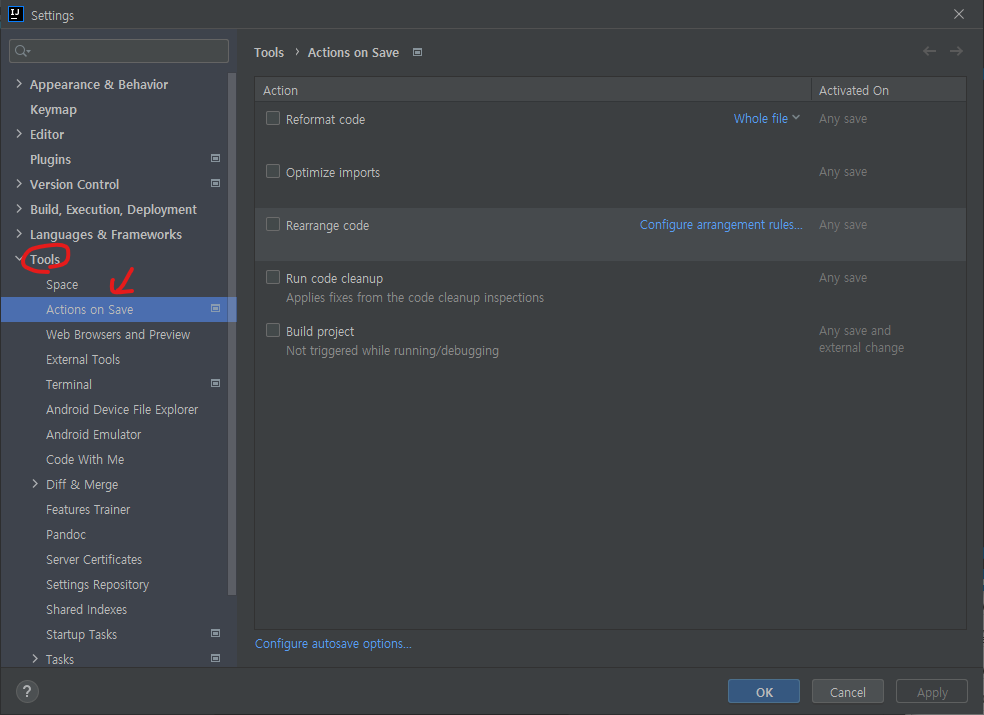 IJ
Settings
Appearance & Behavior
Keymap
Editor
Plugins
Version Control
Build, Execution, Deployment
Languages & Frameworks
Tools
Space
Actions on Save
Web Browsers and Preview
External Tools
Terminal
Android Device File Explorer
Android Emulator
Code With Me
Diff & Merge
Features Trainer
Pandoc
Server Certificates
Settings Repository
Shared Indexes
Startup Tasks
Tasks
Tools › Actions on Save
Action Activated On
Reformat code Whole file Any save
Optimize imports Any save
Rearrange code Configure arrangement rules... Any save
Run code cleanup Any save
Applies fixes from the code cleanup inspections
Build project Any save and
external change
Not triggered while running/debugging
Configure autosave options...
?
OK Cancel Apply